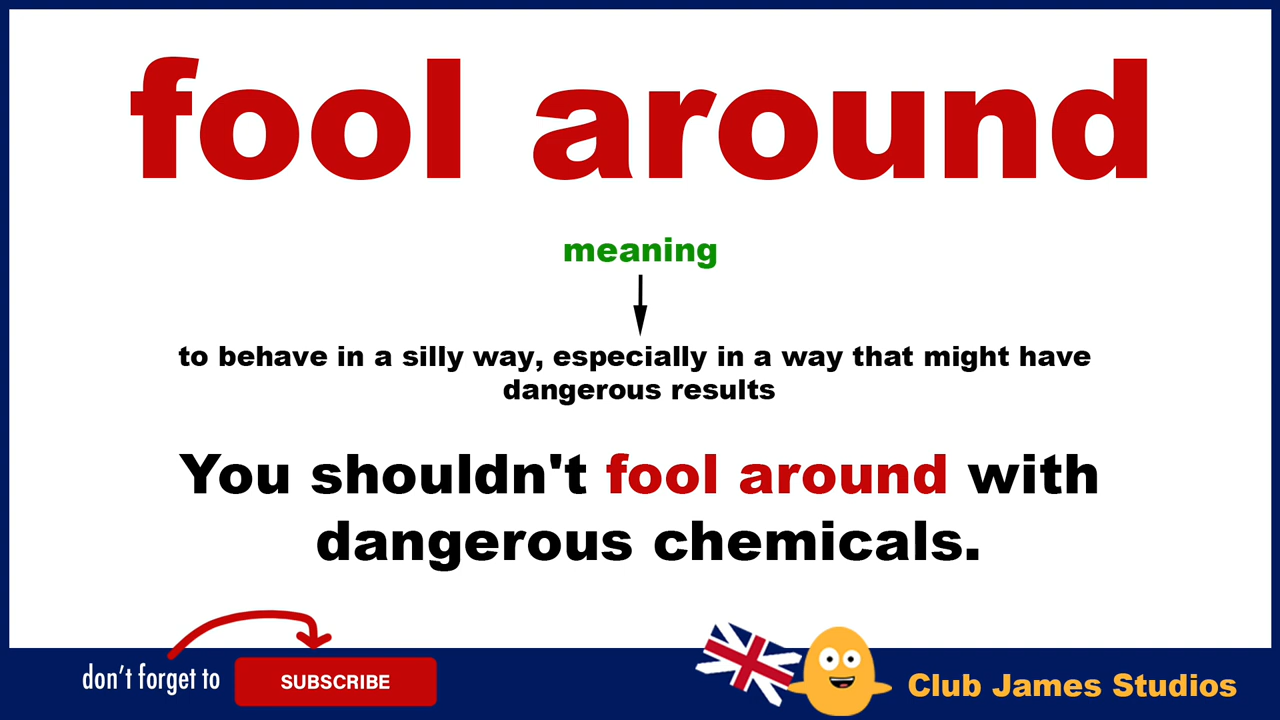 fool around
meaning
to behave in a silly way, especially in a way that might have
dangerous results
You shouldn't fool around with
dangerous chemicals.
don't forget to
SUBSCRIBE
Club James Studios